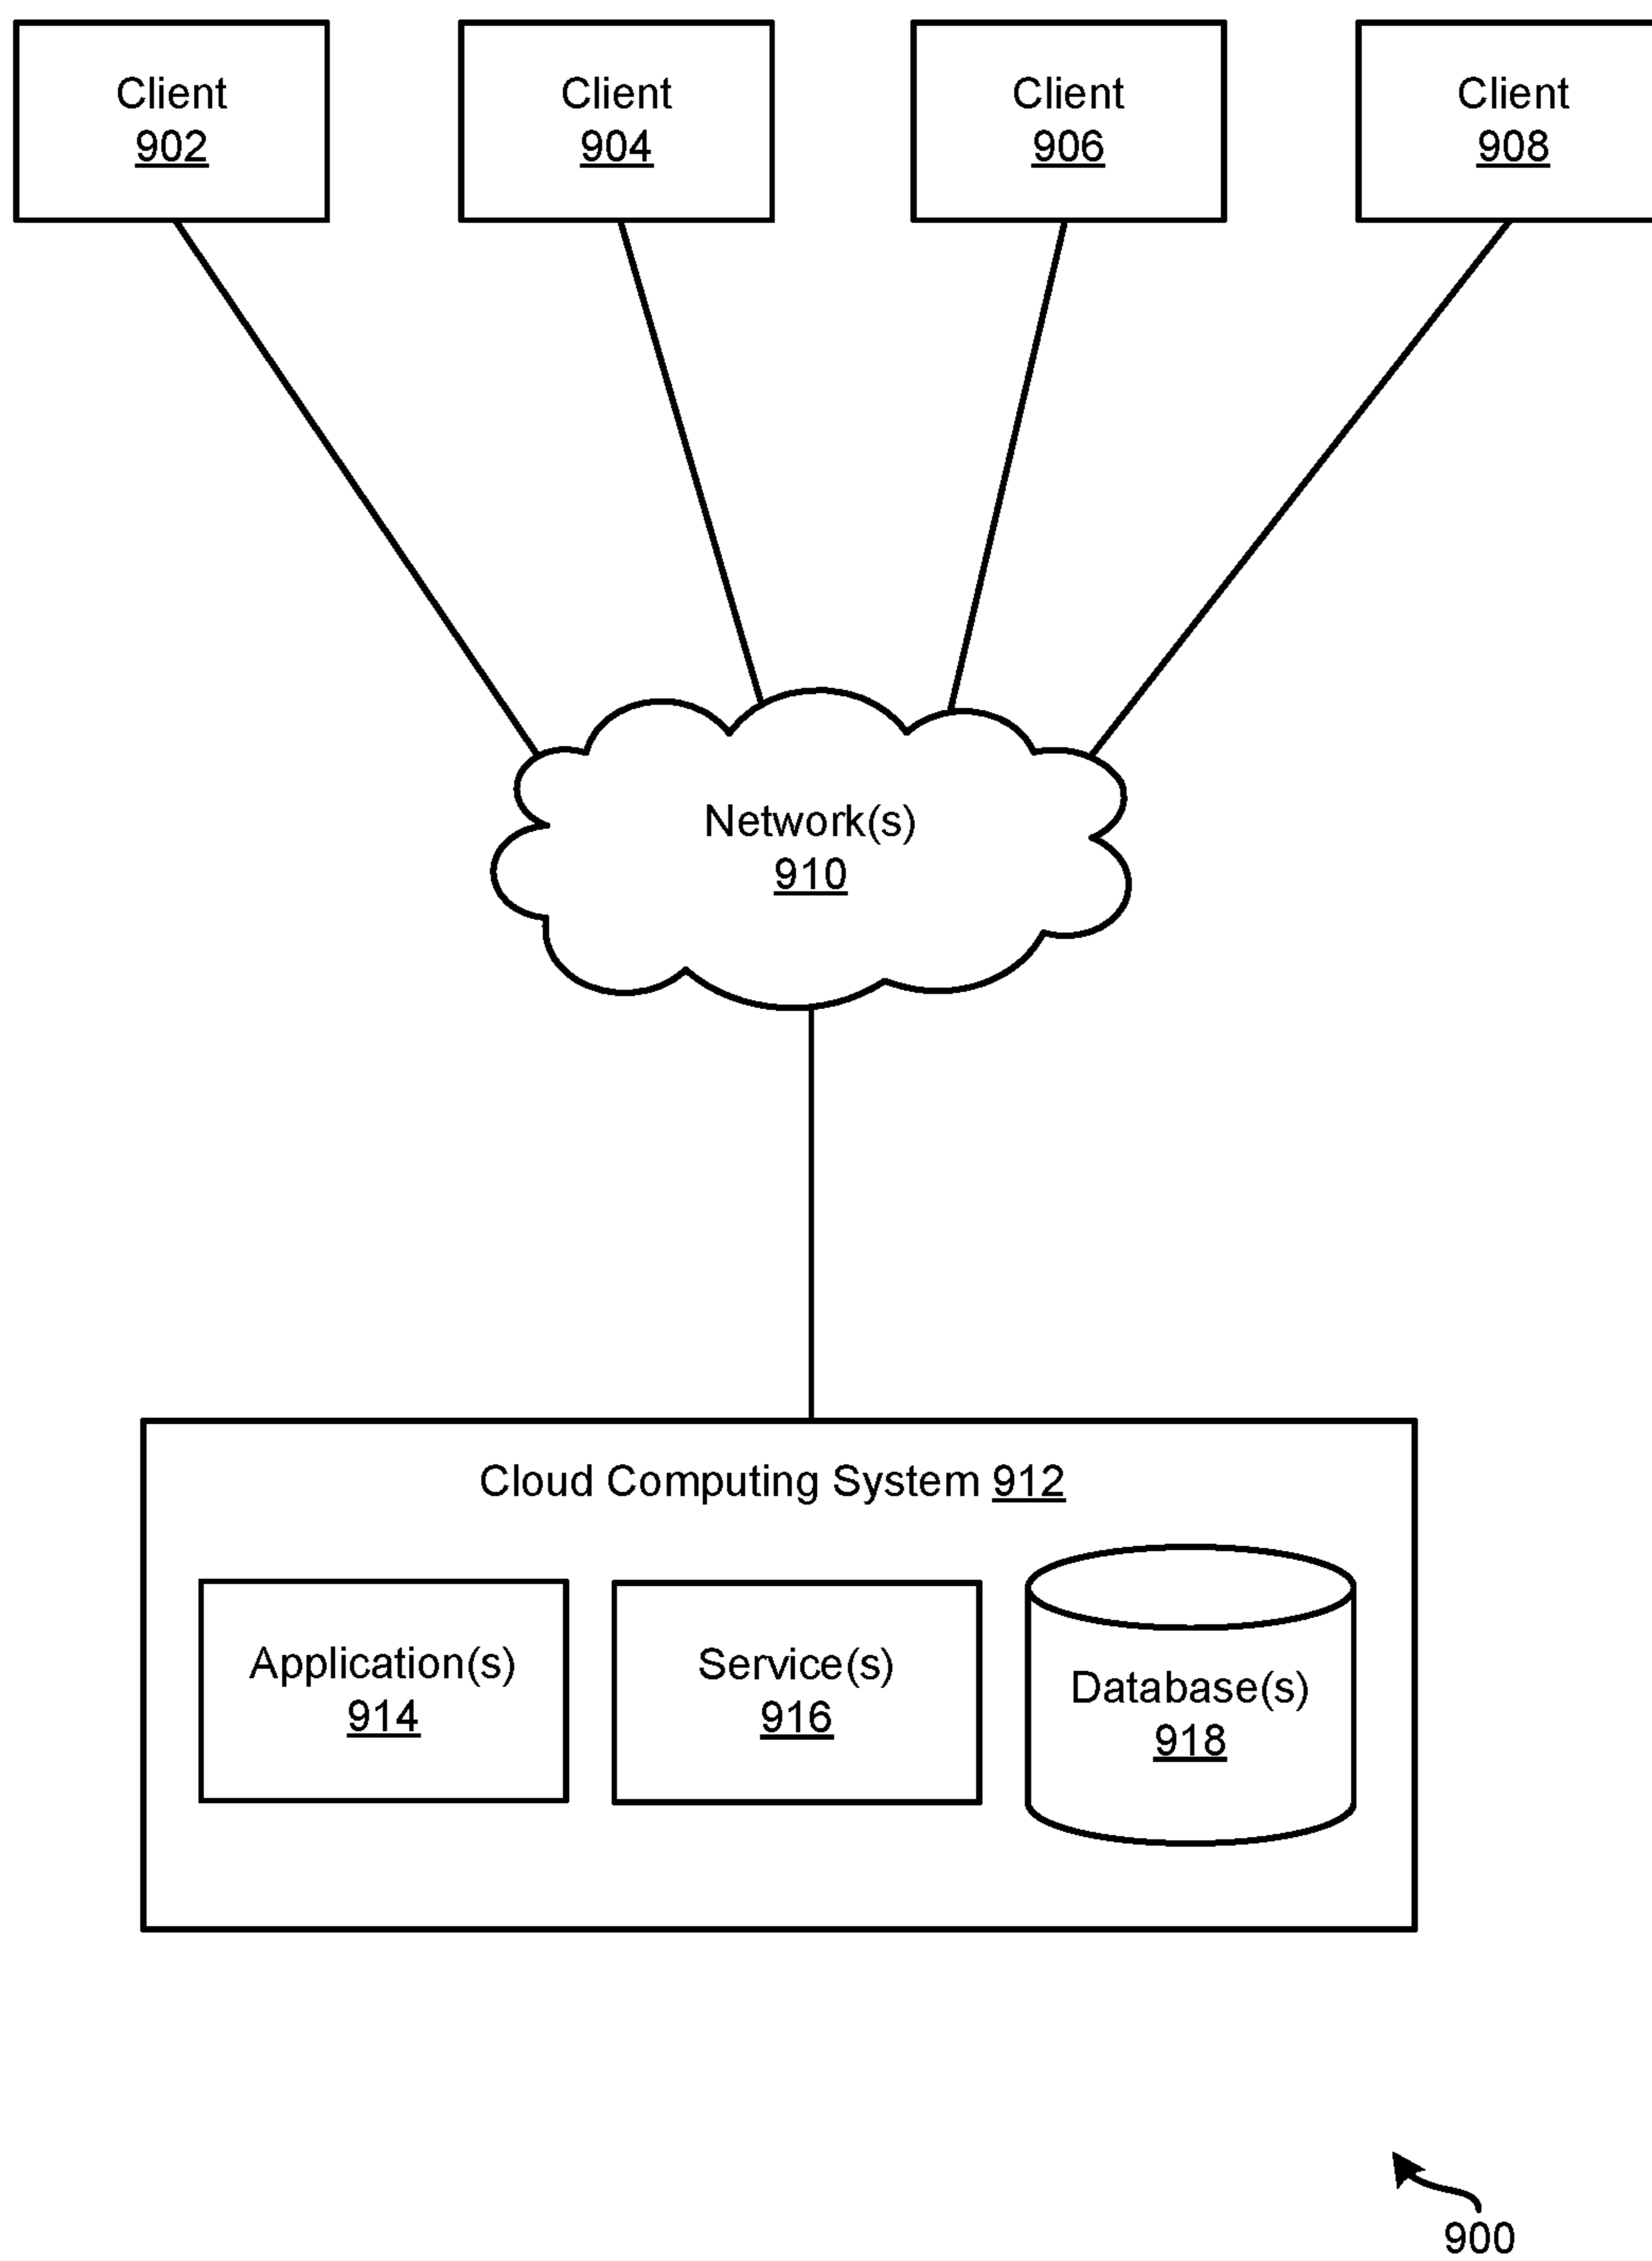 Client
902
Client
904
Client
906
Client
908
Network(s)
910
Cloud Computing System 912
Application(s)
914
Service(s)
916
Database(s)
918
900